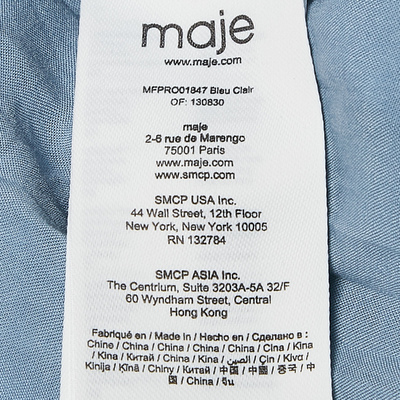 maje
www.maje.com
MFPRO01847 Bleu Clair
OF: 130830
maje
2-6 rue de Marengo
75001 Paris
www.maje.com
www.smcp.com
SMCP USA Inc.
44 Wall Street, 12th Floor
New York, New York 10005
RN 132784
SMCP ASIA Inc.
The Centrium, Suite 3203A-5A 32/F
60 Wyndham Street, Central
Hong Kong
Fabriqué en / Made in / Hecho en / Сделано в :
Chine / China / China / China / Cina / Kina
/ Kina / Китай / China / Kina / الصين / Çin / Κίνα /
Kinija / Ķīnā / Chiny / Китай / 中国 / 中國 / 중국 / 中
国 / China / จีน